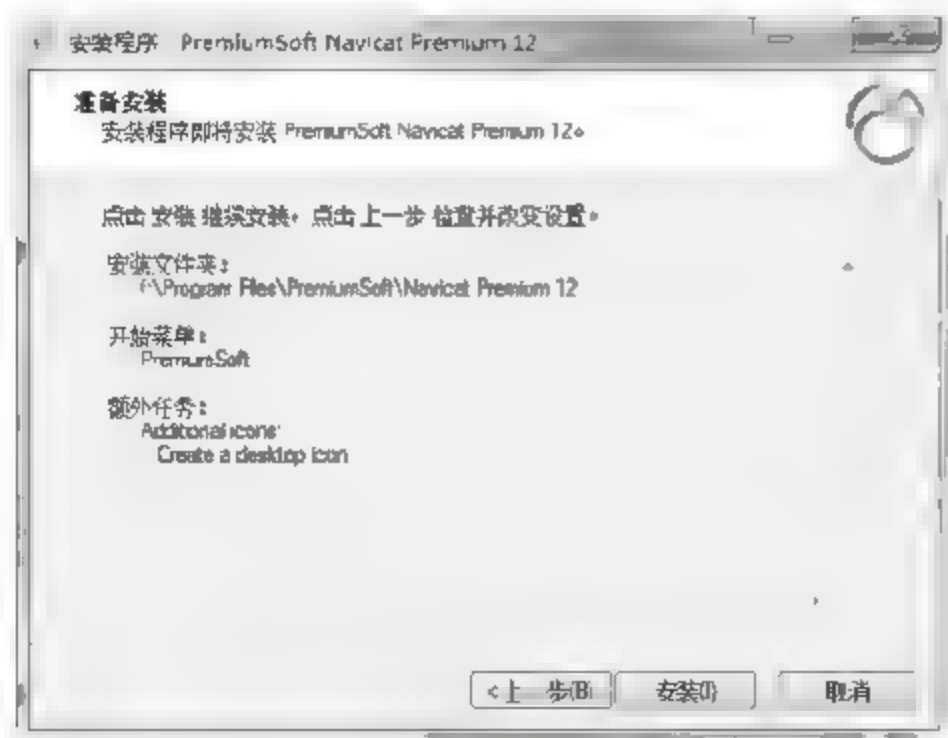 安装程序 PremiumSoft Navicat Premium 12
准备安装
安装程序即将安装 PremiumSoft Navicat Premium 12。
点击 安装 继续安装。点击 上一步 检查并改变设置。
安装文件夹:
:\Program Files\PremiumSoft\Navicat Premium 12
开始菜单:
PremiumSoft
额外任务:
Additional icons:
Create a desktop icon
<上一步(B) 安装(I) 取消